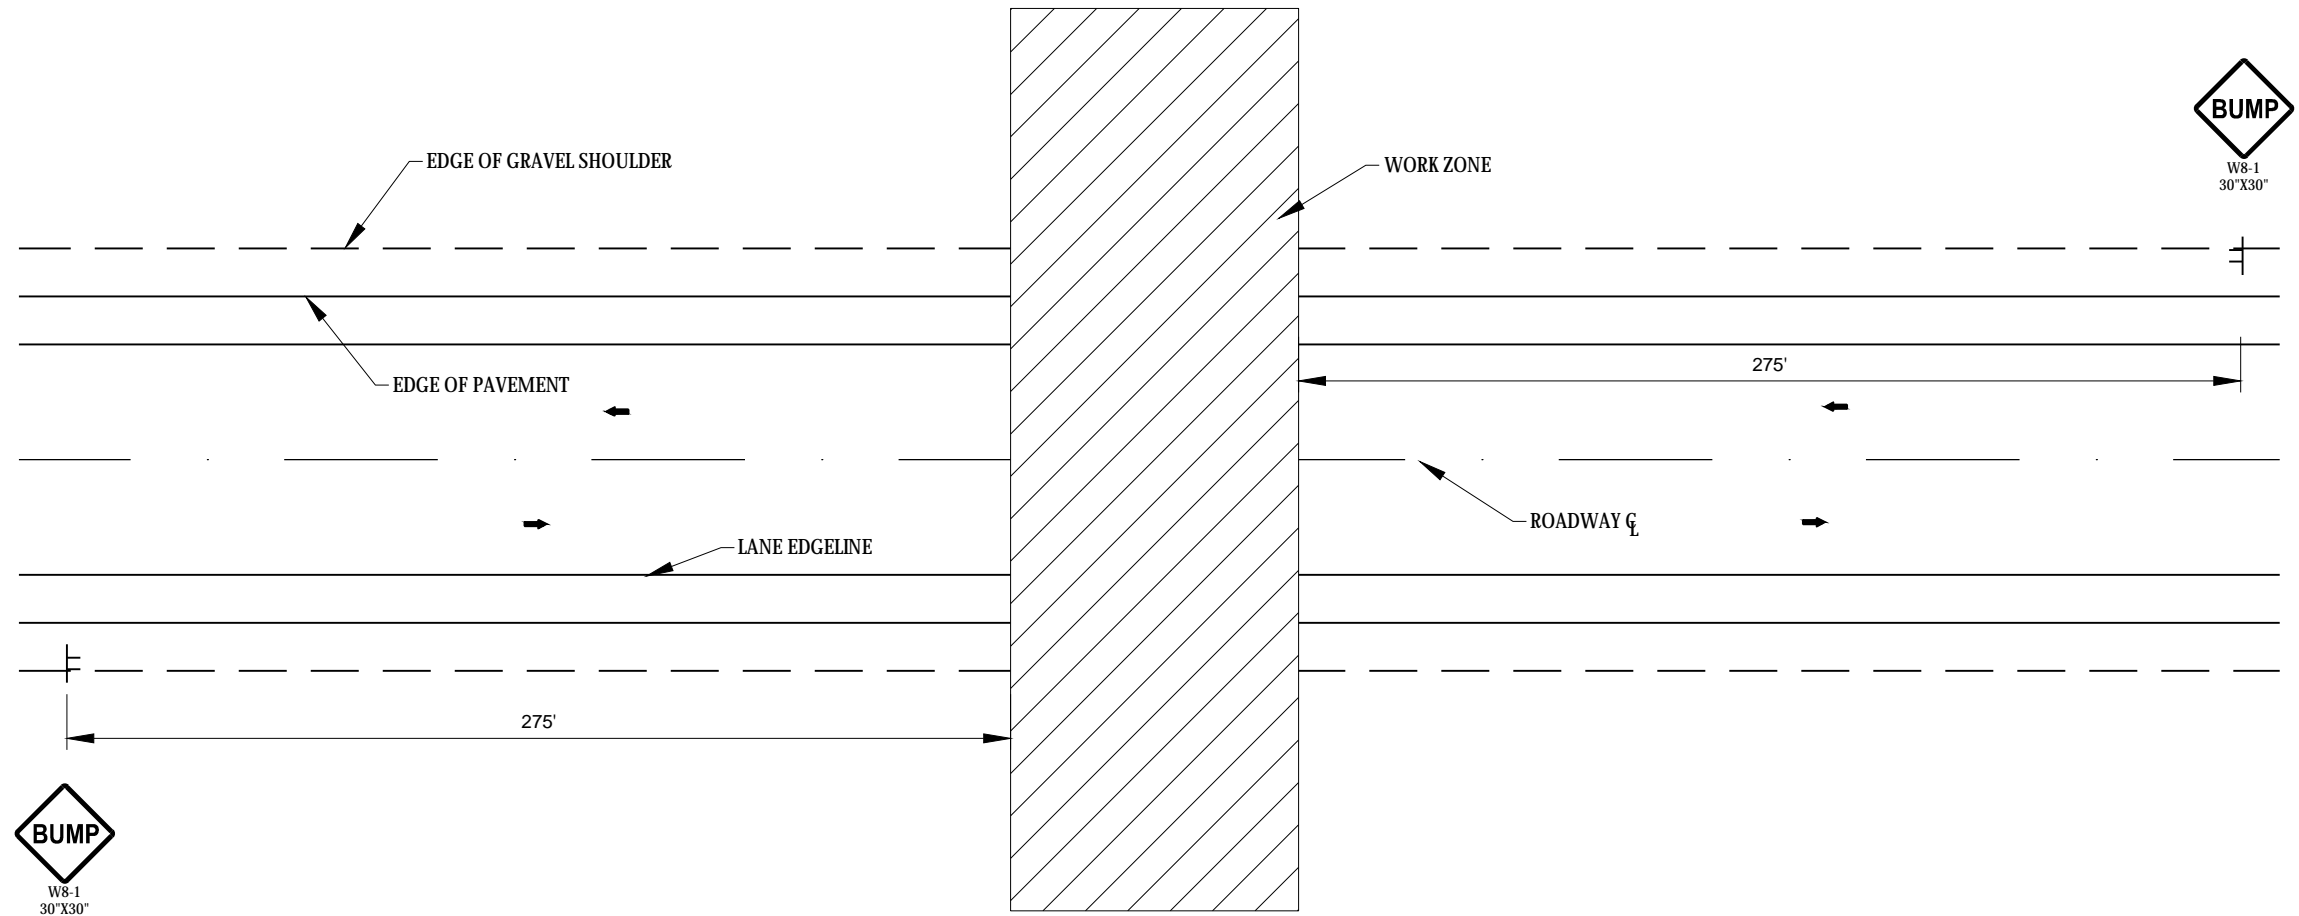 BUMP
W8-1
30"X30"
EDGE OF GRAVEL SHOULDER
WORK ZONE
275'
EDGE OF PAVEMENT
ROADWAY CL
LANE EDGELINE
275'
BUMP
W8-1
30"X30"